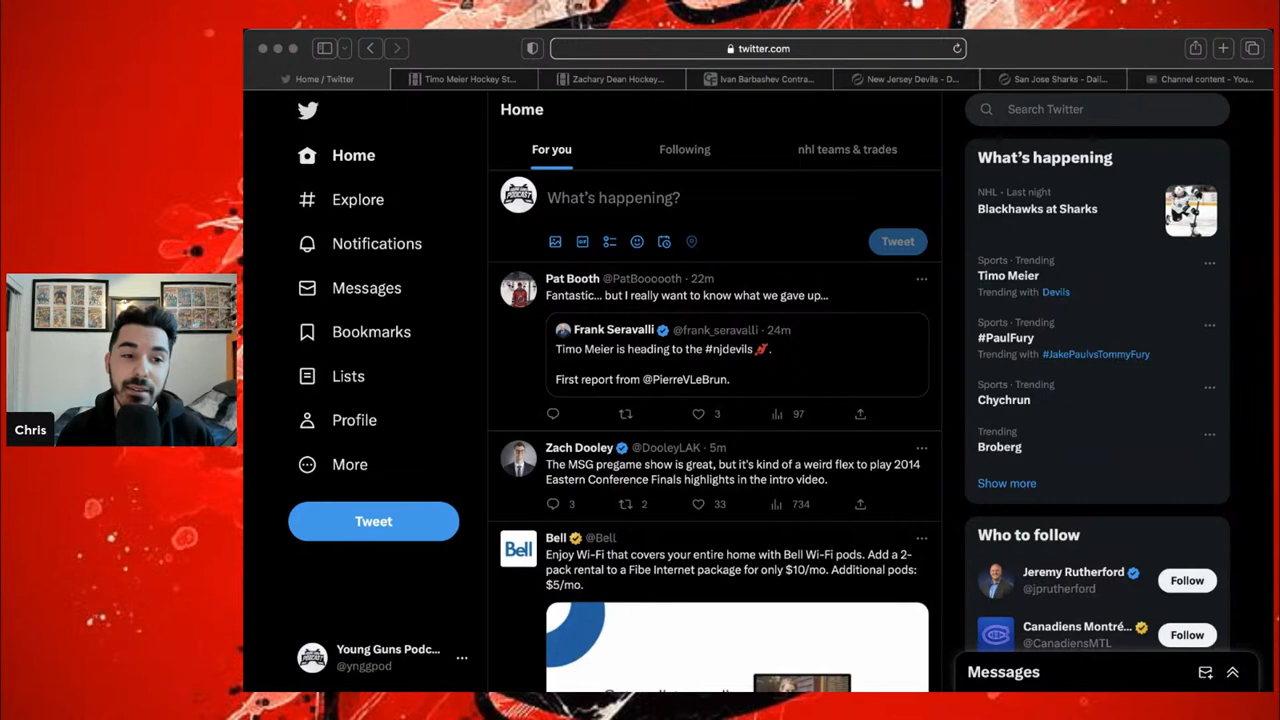 twitter.com
Home / Twitter
Timo Meier Hockey St...
Zachary Dean Hockey...
Ivan Barbashev Contra...
New Jersey Devils - D...
San Jose Sharks - Dail...
Channel content - You...
Home
Explore
Notifications
Messages
Bookmarks
Lists
Profile
More
Tweet
Young Guns Podc...
@ynggpod
Home
For you
Following
nhl teams & trades
PODCAST
What's happening?
GIF
Tweet
Pat Booth @PatBoooooth · 22m
Fantastic... but I really want to know what we gave up...
Frank Seravalli @frank_seravalli · 24m
Timo Meier is heading to the #njdevils.
First report from @PierreVLeBrun.
3
97
Zach Dooley @DooleyLAK · 5m
The MSG pregame show is great, but it's kind of a weird flex to play 2014
Eastern Conference Finals highlights in the intro video.
3
2
33
734
Bell
Bell @Bell
Enjoy Wi-Fi that covers your entire home with Bell Wi-Fi pods. Add a 2-
pack rental to a Fibe Internet package for only $10/mo. Additional pods:
$5/mo.
Search Twitter
What's happening
NHL · Last night
Blackhawks at Sharks
Sports · Trending
Timo Meier
Trending with Devils
Sports · Trending
#PaulFury
Trending with #JakePaulvsTommyFury
Sports · Trending
Chychrun
Trending
Broberg
Show more
Who to follow
Jeremy Rutherford
@jprutherford
Follow
Canadiens Montré...
@CanadiensMTL
Follow
Messages
Chris